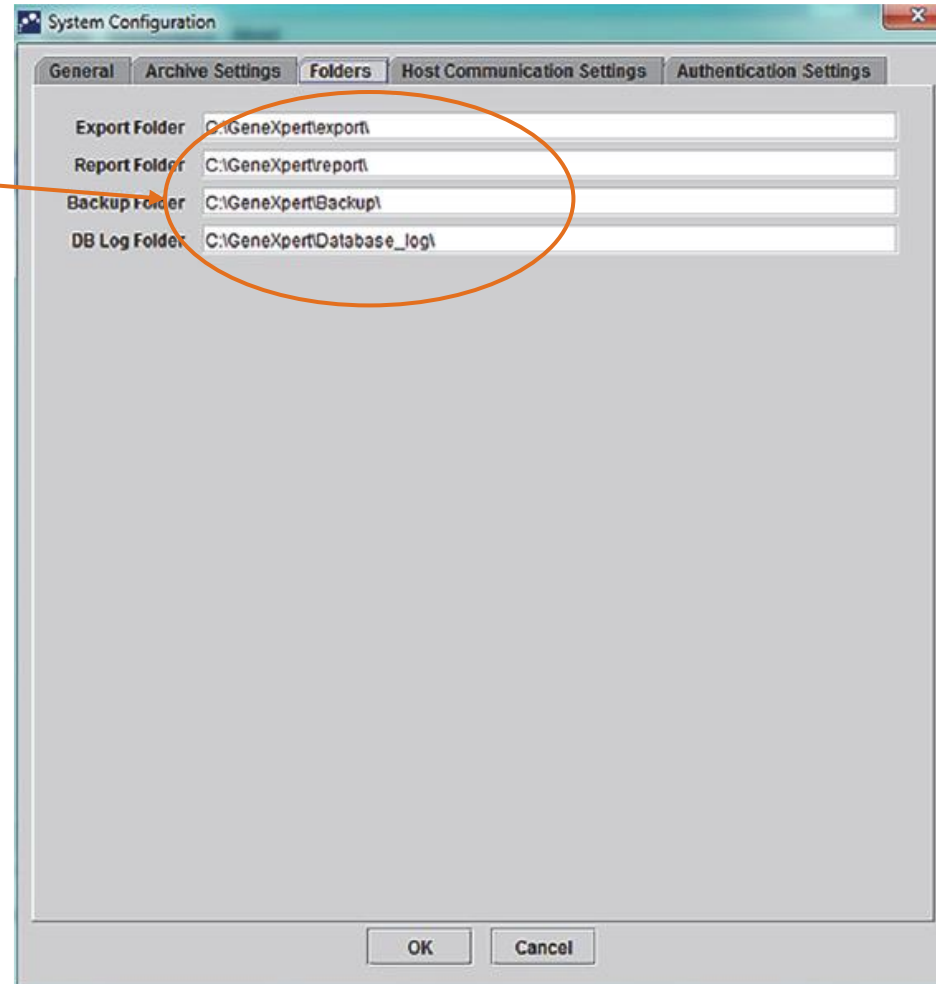 System Configuration
General Archive Settings Folders Host Communication Settings Authentication Settings
Export Folder C:\GeneXpert\export\
Report Folder C:\GeneXpert\report\
Backup Folder C:\GeneXpert\Backup\
DB Log Folder C:\GeneXpert\Database_log\
OK Cancel